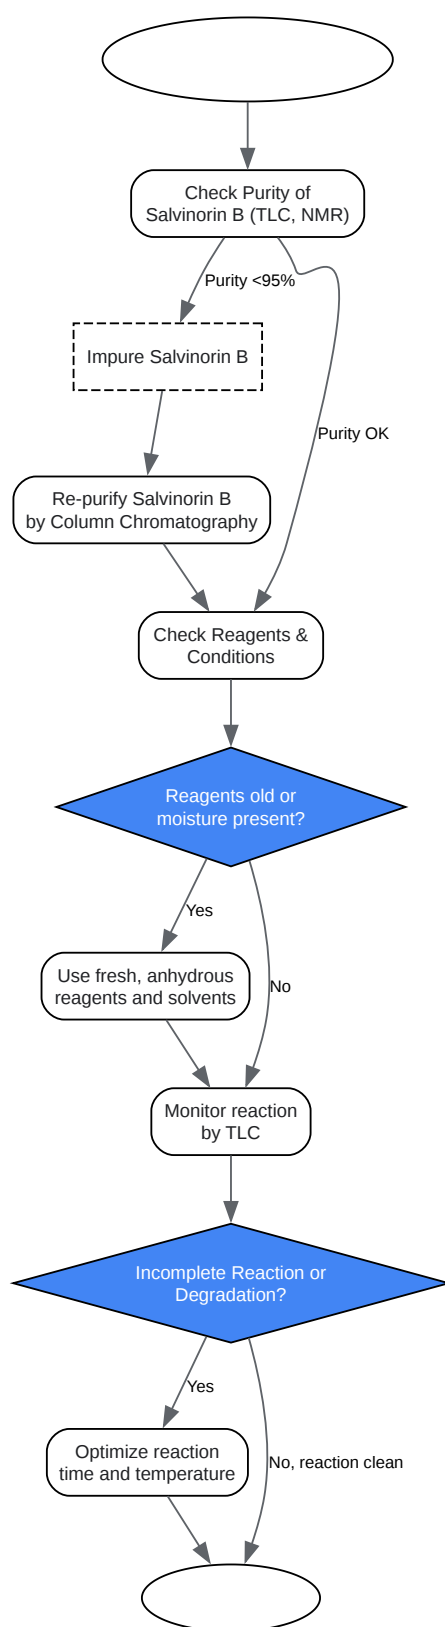 Check Purity of
Salvinorin B (TLC, NMR)
Purity <95%
Impure Salvinorin B
Purity OK
Re-purify Salvinorin B
by Column Chromatography
Check Reagents &
Conditions
Reagents old or
moisture present?
Yes
Use fresh, anhydrous
reagents and solvents
No
Monitor reaction
by TLC
Incomplete Reaction or
Degradation?
Yes
Optimize reaction
time and temperature
No, reaction clean